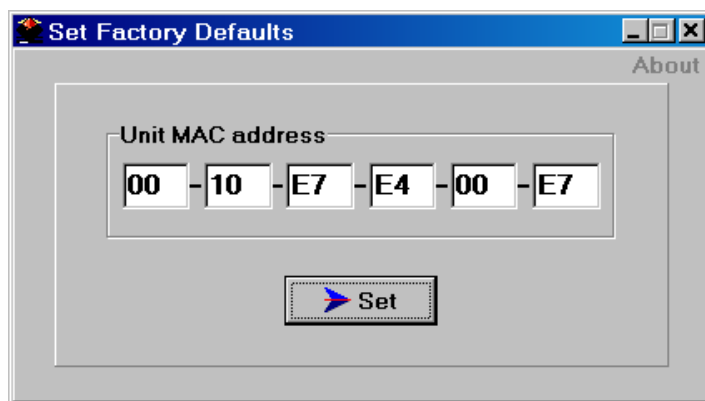 Set Factory Defaults
About
Unit MAC address
00-10-E7-E4-00-E7
Set